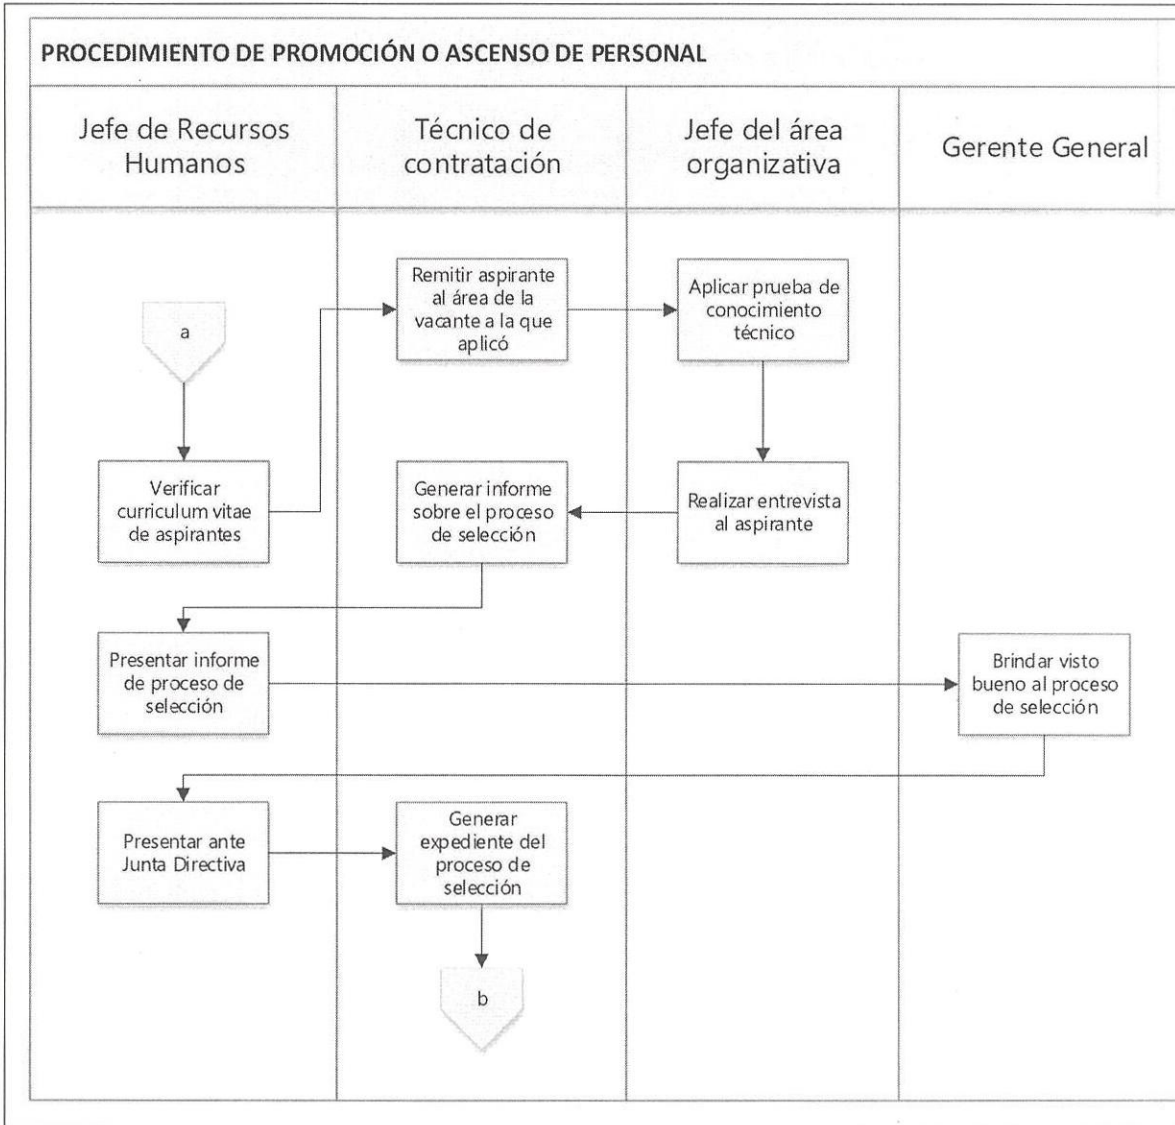 PROCEDIMIENTO DE PROMOCIÓN O ASCENSO DE PERSONAL
Jefe de Recursos
Humanos
Técnico de
contratación
Jefe del área
organizativa
Gerente General
a
Remitir aspirante
al área de la
vacante a la que
aplicó
Aplicar prueba de
conocimiento
técnico
Verificar
curriculum vitae
de aspirantes
Generar informe
sobre el proceso
de selección
Realizar entrevista
al aspirante
Presentar informe
de proceso de
selección
Brindar visto
bueno al proceso
de selección
Presentar ante
Junta Directiva
Generar
expediente del
proceso de
selección
b